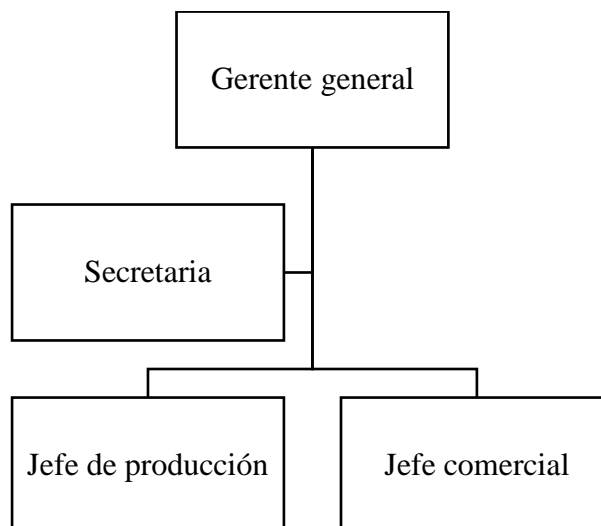 Gerente general
Secretaria
Jefe de producción
Jefe comercial